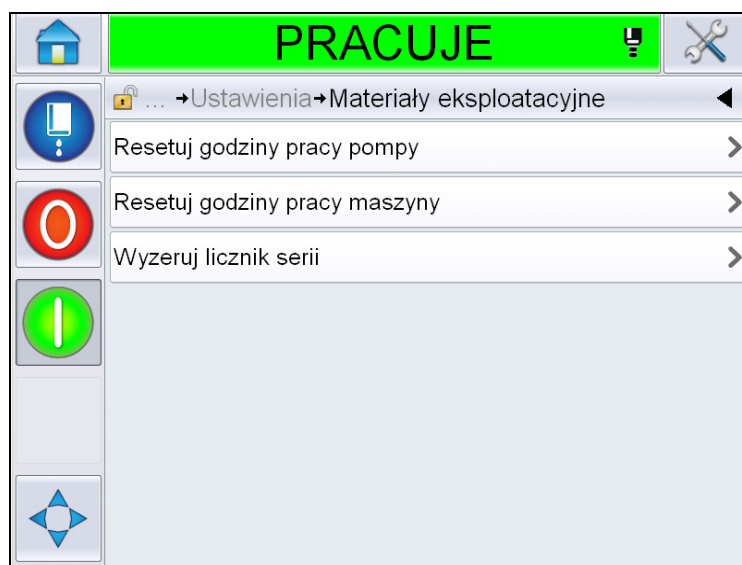 PRACUJE
... →Ustawienia→Materiały eksploatacyjne
Resetuj godziny pracy pompy
Resetuj godziny pracy maszyny
Wyzeruj licznik serii